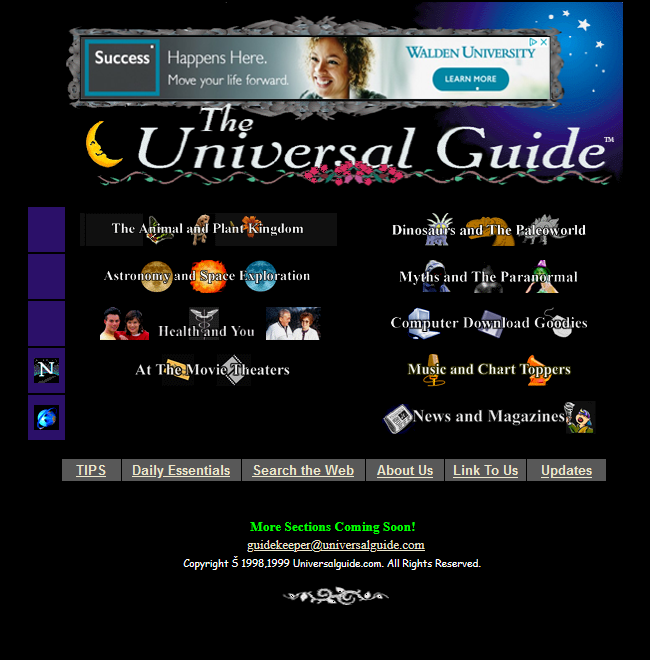 Success
Happens Here.
Move your life forward.
WALDEN UNIVERSITY
LEARN MORE
The
Universal Guide™
The Animal and Plant Kingdom
Dinosaurs and The Paleoworld
Astronomy and Space Exploration
Myths and The Paranormal
Health and You
Computer Download Goodies
At The Movie Theaters
Music and Chart Toppers
N
News and Magazines
TIPS Daily Essentials Search the Web About Us Link To Us Updates
More Sections Coming Soon!
guidekeeper@universalguide.com
Copyright Š 1998,1999 Universalguide.com. All Rights Reserved.